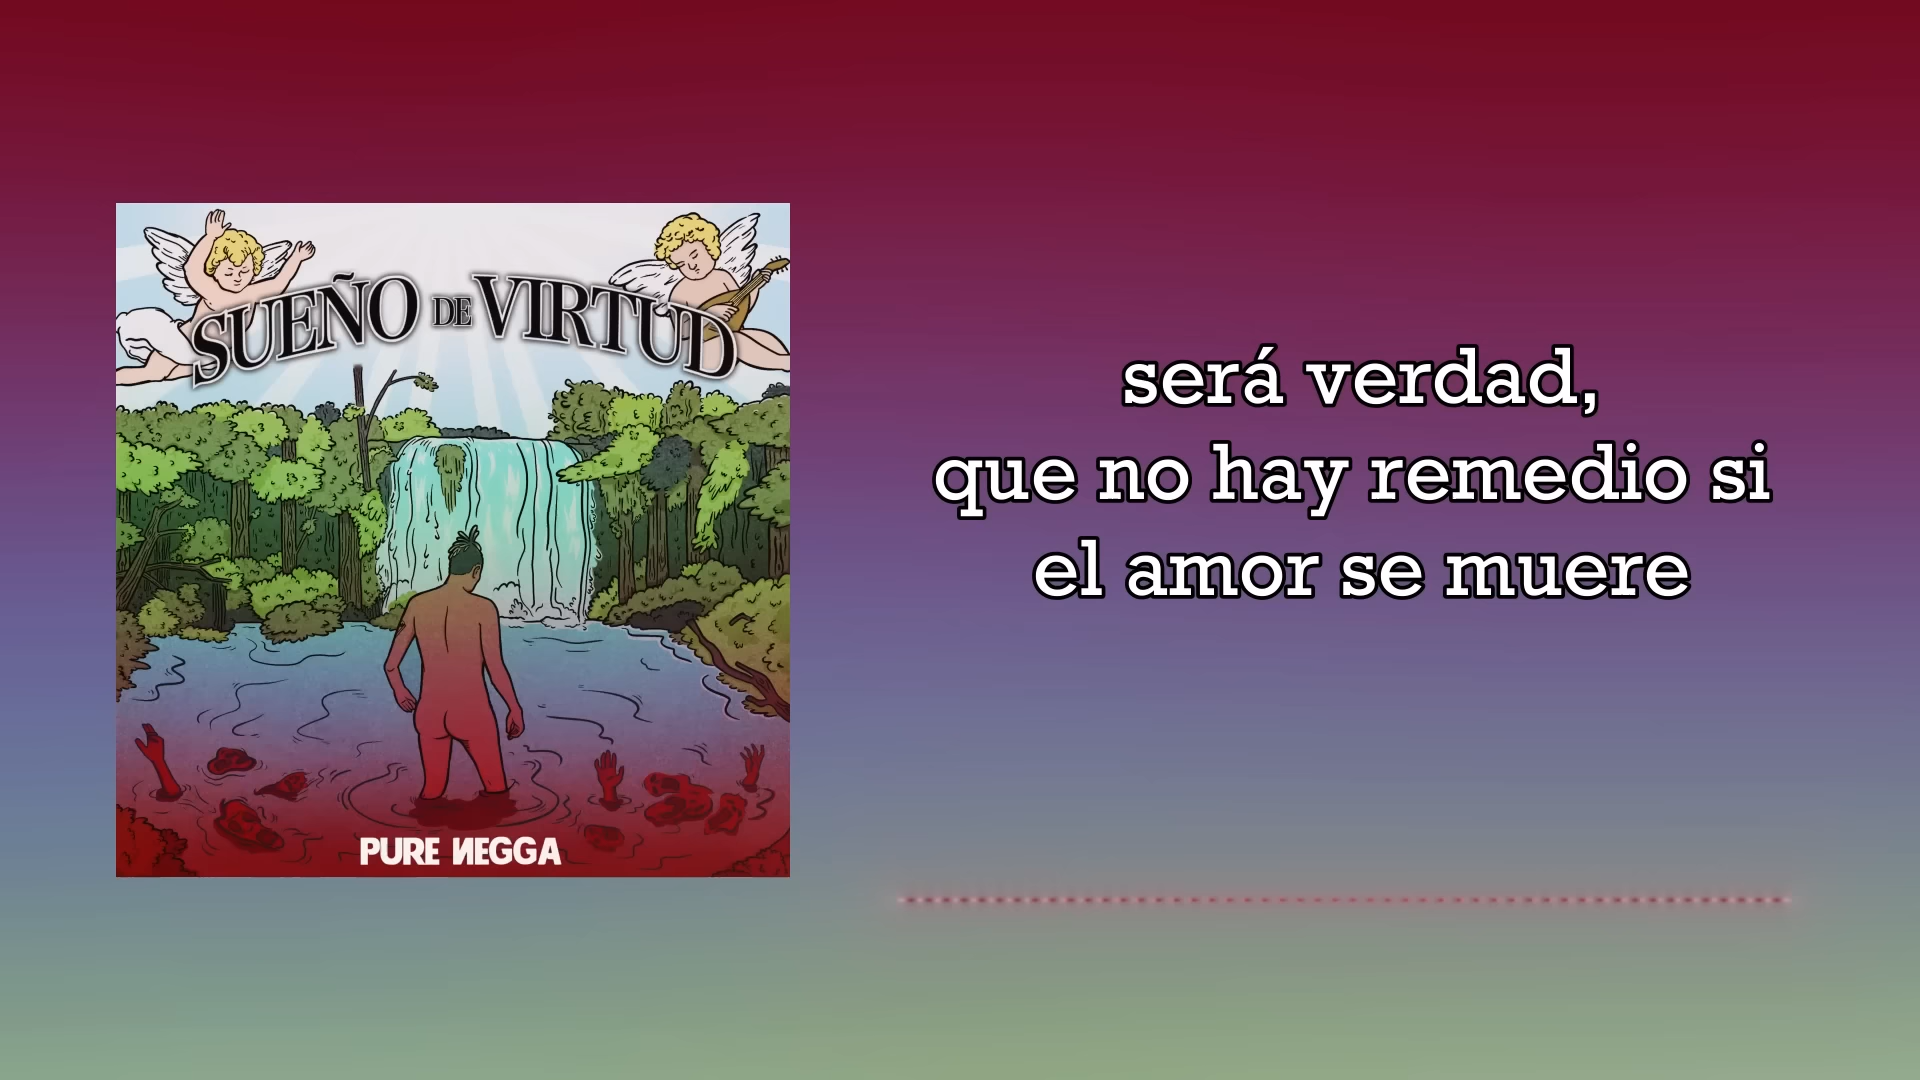 SUEÑO DE VIRTUD
PURE NEGGA
será verdad,
que no hay remedio si
el amor se muere